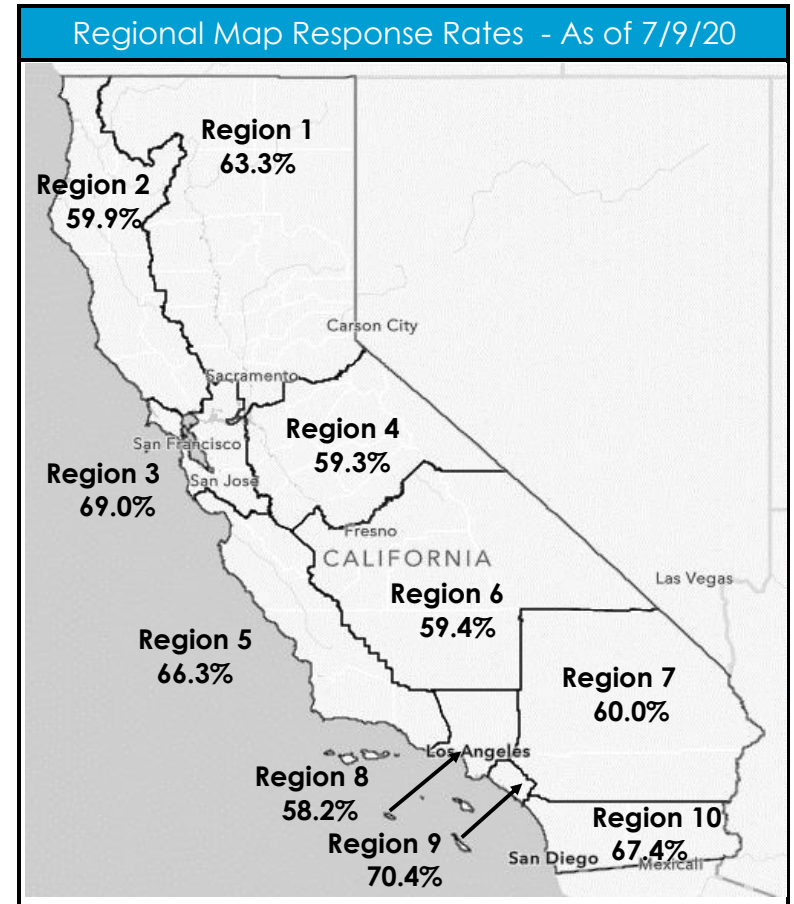 Regional Map Response Rates - As of 7/9/20
Region 1
63.3%
Region 2
59.9%
Carson City
Sacramento
Region 4
59.3%
San Francisco
Region 3
69.0%
San Jose
Fresno
CALIFORNIA
Las Vegas
Region 6
59.4%
Region 5
66.3%
Region 7
60.0%
Los Angeles
Region 8
58.2%
Region 9
70.4%
Region 10
67.4%
San Diego
Mexicali